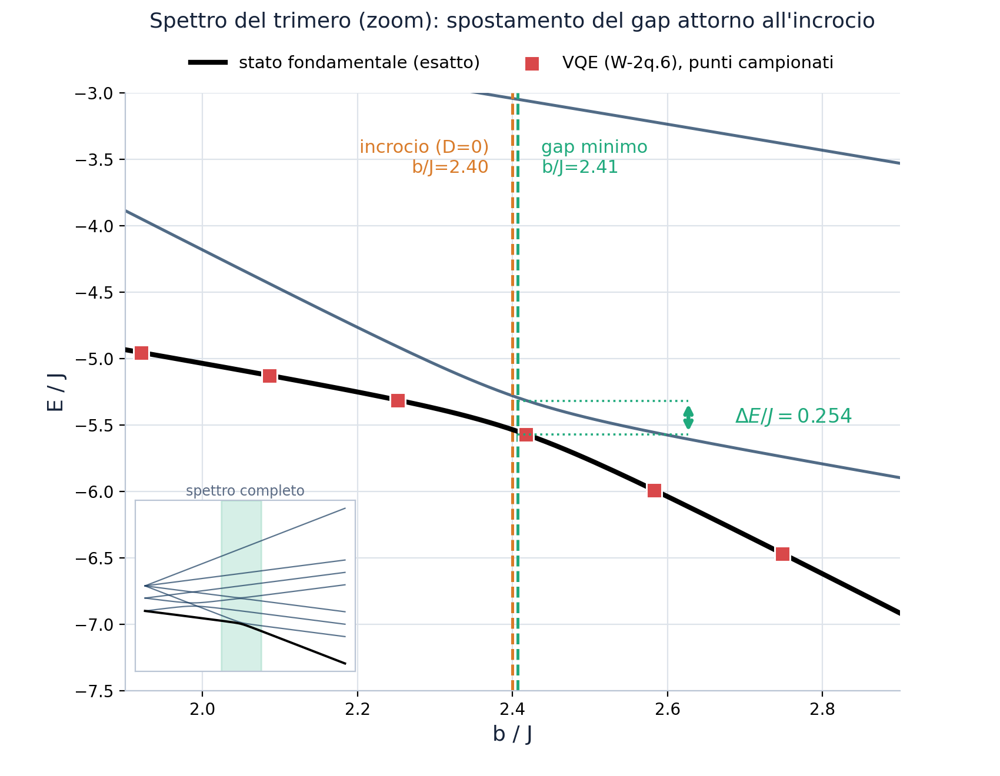 Spettro del trimero (zoom): spostamento del gap attorno all'incrocio
stato fondamentale (esatto)
VQE (W-2q.6), punti campionati
−3.0
−3.5
−4.0
−4.5
−5.0
−5.5
−6.0
−6.5
−7.0
−7.5
E / J
incrocio (D=0)
b/J=2.40
gap minimo
b/J=2.41
ΔE/J = 0.254
spettro completo
2.0
2.2
2.4
2.6
2.8
b / J